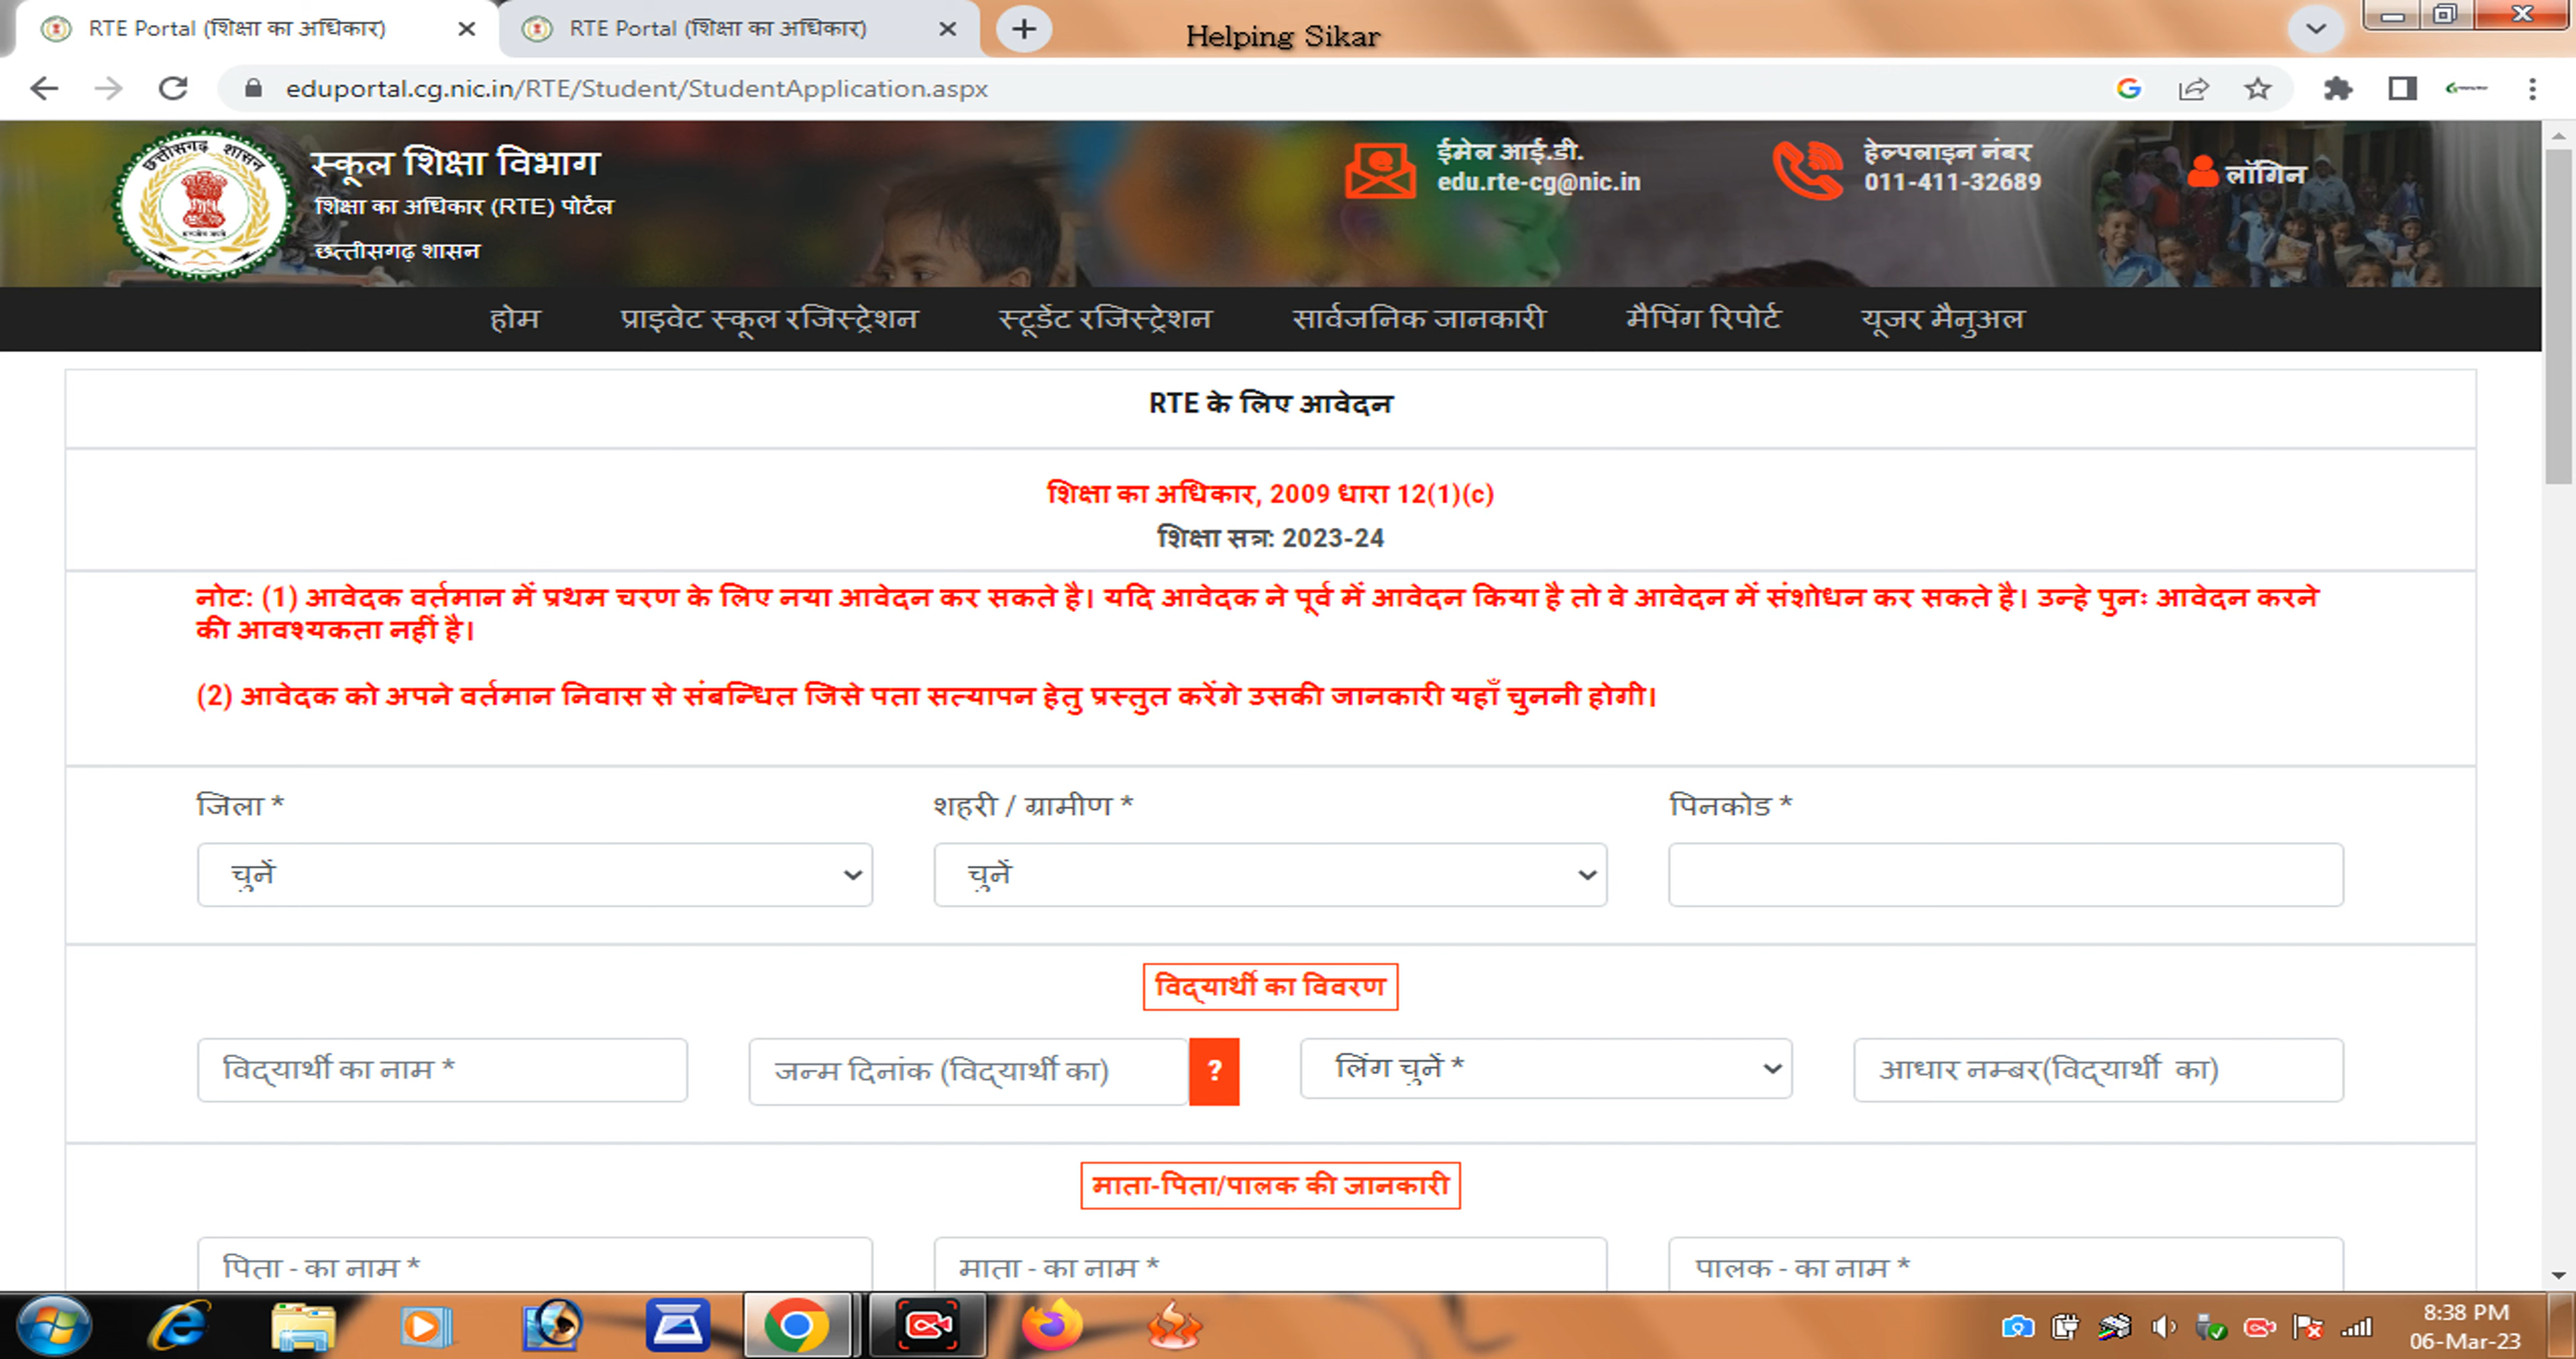 RTE Portal (शिक्षा का अधिकार)
RTE Portal (शिक्षा का अधिकार)
Helping Sikar
eduportal.cg.nic.in/RTE/Student/StudentApplication.aspx
छत्तीसगढ़ शासन
स्कूल शिक्षा विभाग
शिक्षा का अधिकार (RTE) पोर्टल
छत्तीसगढ़ शासन
ईमेल आई.डी.
edu.rte-cg@nic.in
हेल्पलाइन नंबर
011-411-32689
लॉगिन
होम प्राइवेट स्कूल रजिस्ट्रेशन स्टूडेंट रजिस्ट्रेशन सार्वजनिक जानकारी मैपिंग रिपोर्ट यूजर मैनुअल
RTE के लिए आवेदन
शिक्षा का अधिकार, 2009 धारा 12(1)(c)
शिक्षा सत्र: 2023-24
नोट: (1) आवेदक वर्तमान में प्रथम चरण के लिए नया आवेदन कर सकते है। यदि आवेदक ने पूर्व में आवेदन किया है तो वे आवेदन में संशोधन कर सकते है। उन्हे पुनः आवेदन करने
की आवश्यकता नहीं है।
(2) आवेदक को अपने वर्तमान निवास से संबन्धित जिसे पता सत्यापन हेतु प्रस्तुत करेंगे उसकी जानकारी यहाँ चुननी होगी।
जिला * शहरी / ग्रामीण * पिनकोड *
चुनें चुनें
विद्यार्थी का विवरण
विद्यार्थी का नाम * जन्म दिनांक (विद्यार्थी का) ? लिंग चुनें * आधार नम्बर(विद्यार्थी का)
माता-पिता/पालक की जानकारी
पिता - का नाम * माता - का नाम * पालक - का नाम *
8:38 PM
06-Mar-23